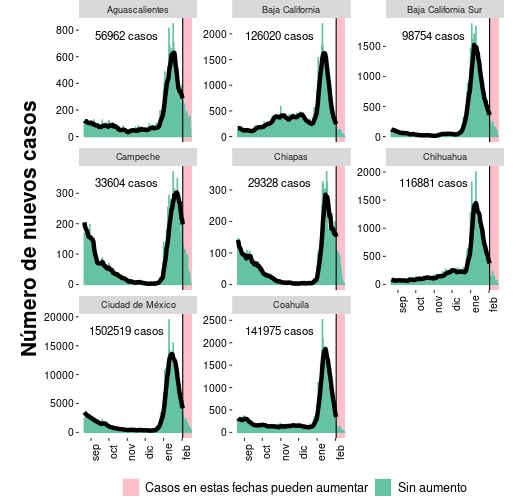 Número de nuevos casos
Aguascalientes
56962 casos
800
600
400
200
0
Baja California
126020 casos
2000
1500
1000
500
0
Baja California Sur
98754 casos
1500
1000
500
0
Campeche
33604 casos
300
200
100
0
Chiapas
29328 casos
300
200
100
0
Chihuahua
116881 casos
2000
1500
1000
500
0
sep oct nov dic ene feb
Ciudad de México
1502519 casos
20000
15000
10000
5000
0
sep oct nov dic ene feb
Coahuila
141975 casos
2500
2000
1500
1000
500
0
sep oct nov dic ene feb
Casos en estas fechas pueden aumentar
Sin aumento